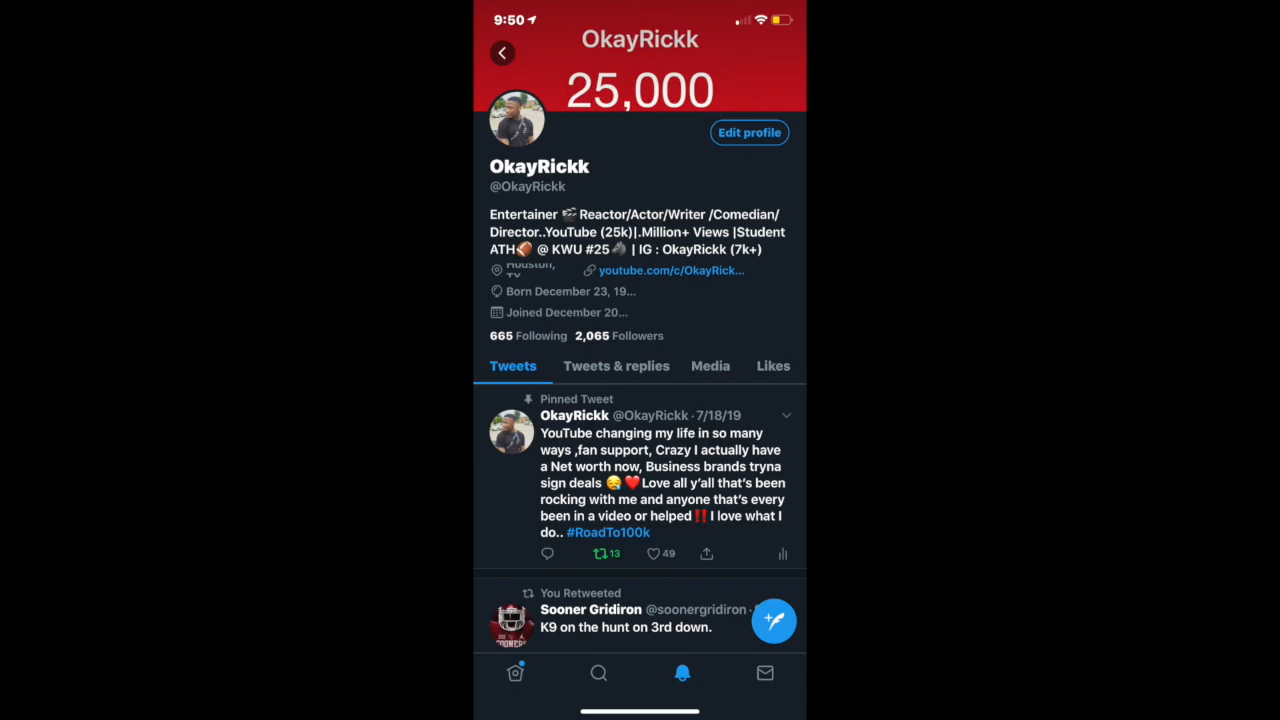 9:50
OkayRickk
25,000
Edit profile
OkayRickk
@OkayRickk
Entertainer 🎬 Reactor/Actor/Writer /Comedian/
Director..YouTube (25k)|.Million+ Views |Student
ATH🏈 @ KWU #25🐴 | IG : OkayRickk (7k+)
Houston, TX
youtube.com/c/OkayRick...
Born December 23, 19...
Joined December 20...
665 Following 2,065 Followers
Tweets Tweets & replies Media Likes
Pinned Tweet
OkayRickk @OkayRickk · 7/18/19
YouTube changing my life in so many
ways ,fan support, Crazy I actually have
a Net worth now, Business brands tryna
sign deals 😪❤️Love all y'all that's been
rocking with me and anyone that's every
been in a video or helped‼️I love what I
do.. #RoadTo100k
13 49
You Retweeted
Sooner Gridiron @soonergridiron ·
K9 on the hunt on 3rd down.
SOONER